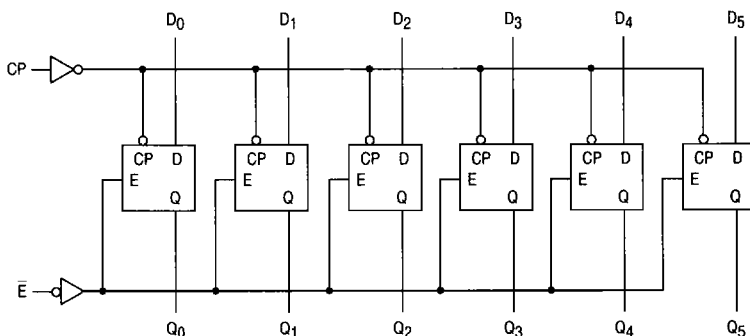 D0 D1 D2 D3 D4 D5
CP
CP D CP D CP D CP D CP D CP D
E E E E E E
Q Q Q Q Q Q
E̅
Q0 Q1 Q2 Q3 Q4 Q5